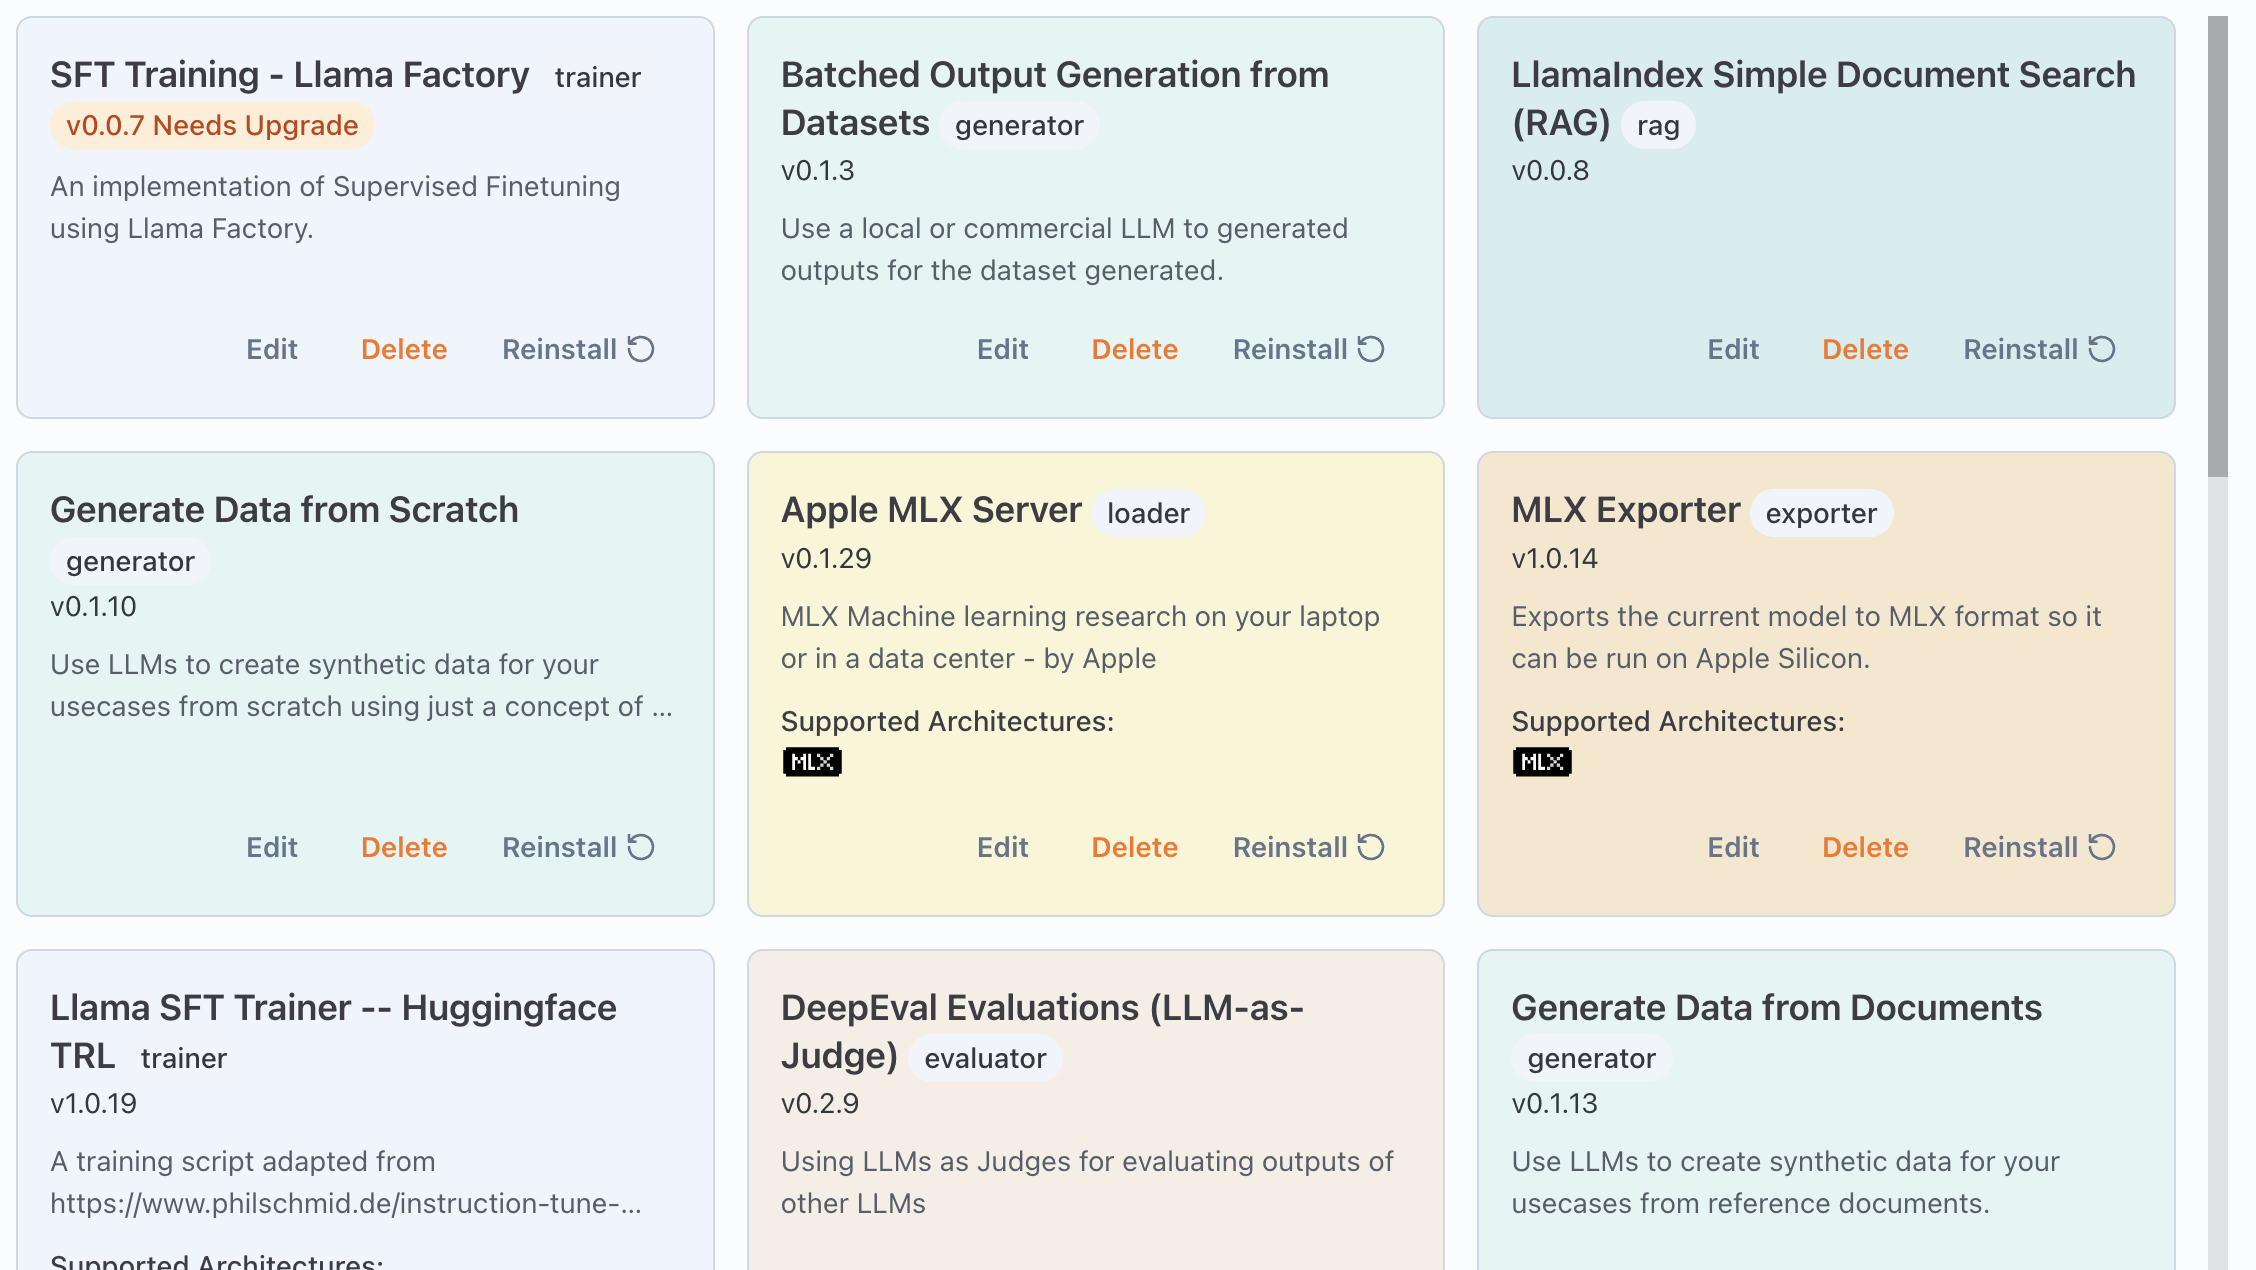 SFT Training - Llama Factory trainer
v0.0.7 Needs Upgrade
An implementation of Supervised Finetuning
using Llama Factory.
Edit Delete Reinstall
Batched Output Generation from
Datasets generator
v0.1.3
Use a local or commercial LLM to generated
outputs for the dataset generated.
Edit Delete Reinstall
LlamaIndex Simple Document Search
(RAG) rag
v0.0.8
Edit Delete Reinstall
Generate Data from Scratch
generator
v0.1.10
Use LLMs to create synthetic data for your
usecases from scratch using just a concept of ...
Edit Delete Reinstall
Apple MLX Server loader
v0.1.29
MLX Machine learning research on your laptop
or in a data center - by Apple
Supported Architectures:
MLX
Edit Delete Reinstall
MLX Exporter exporter
v1.0.14
Exports the current model to MLX format so it
can be run on Apple Silicon.
Supported Architectures:
MLX
Edit Delete Reinstall
Llama SFT Trainer -- Huggingface
TRL trainer
v1.0.19
A training script adapted from
https://www.philschmid.de/instruction-tune-...
Supported Architectures:
DeepEval Evaluations (LLM-as-
Judge) evaluator
v0.2.9
Using LLMs as Judges for evaluating outputs of
other LLMs
Generate Data from Documents
generator
v0.1.13
Use LLMs to create synthetic data for your
usecases from reference documents.